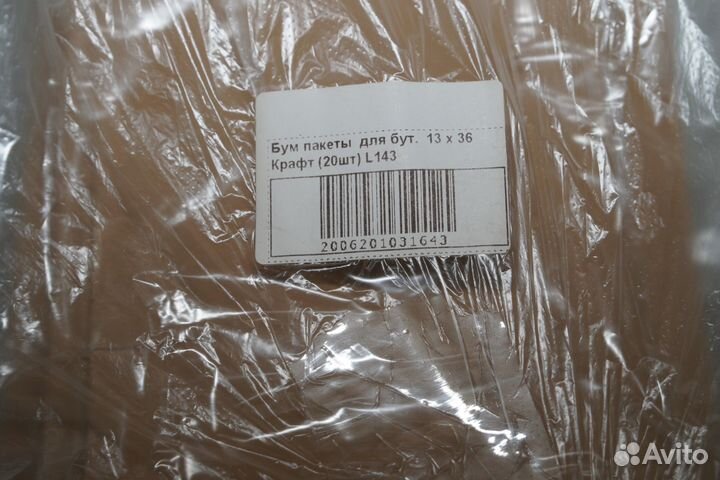 Бум пакеты для бут. 13 х 36
Крафт (20шт) L143
2006201031643
Avito